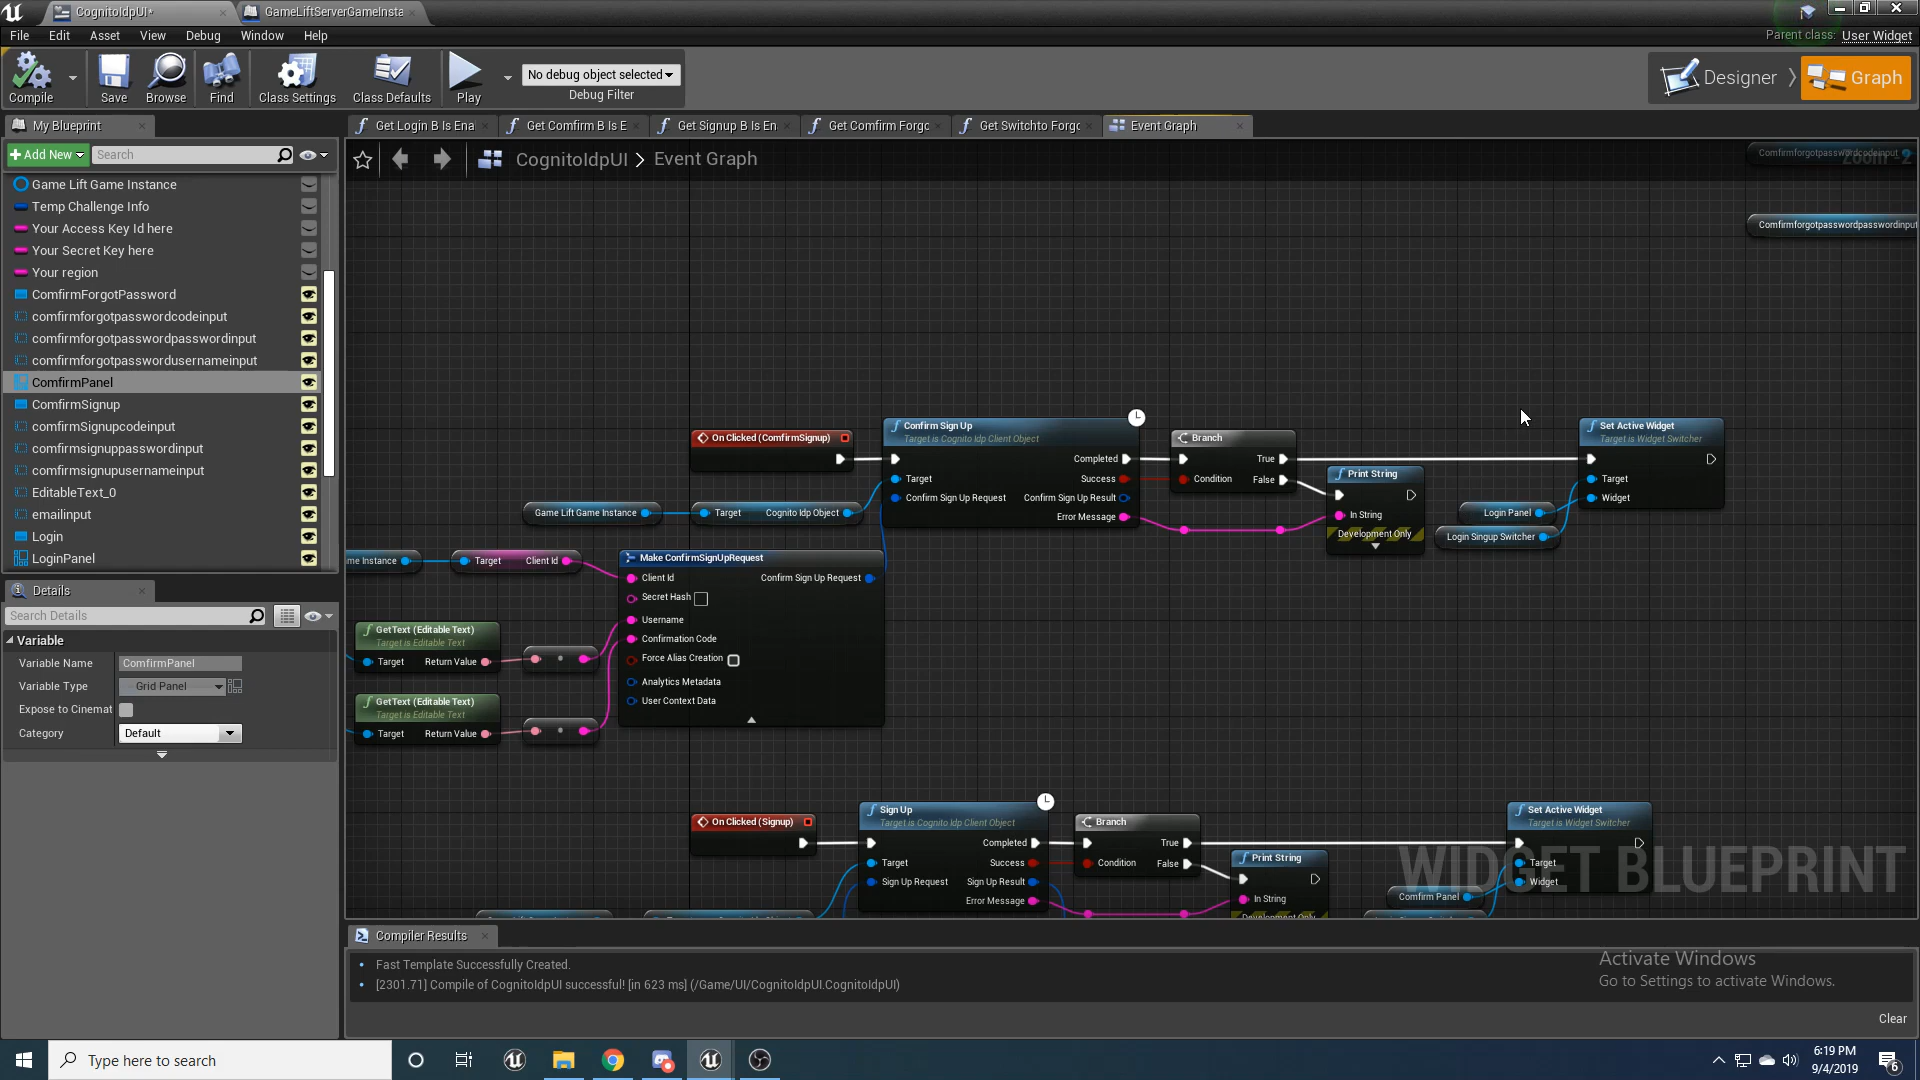 CognitoIdpUI*
GameLiftServerGameInsta
File
Edit
Asset
View
Debug
Window
Help
Parent class: User Widget
Compile
Save
Browse
Find
Class Settings
Class Defaults
Play
No debug object selected
Debug Filter
Designer
Graph
My Blueprint
Get Login B Is Ena
Get Comfirm B Is E
Get Signup B Is En
Get Comfirm Forgc
Get Switchto Forgc
Event Graph
Add New
Search
CognitoIdpUI > Event Graph
Zoom -2
Comfirmforgotpasswordcodeinput
Comfirmforgotpasswordpasswordinput
Game Lift Game Instance
Temp Challenge Info
Your Access Key Id here
Your Secret Key here
Your region
ComfirmForgotPassword
comfirmforgotpasswordcodeinput
comfirmforgotpasswordpasswordinput
comfirmforgotpasswordusernameinput
ComfirmPanel
ComfirmSignup
comfirmSignupcodeinput
comfirmsignuppasswordinput
comfirmsignupusernameinput
EditableText_0
emailinput
Login
LoginPanel
Details
Search Details
Variable
Variable Name
ComfirmPanel
Variable Type
Grid Panel
Expose to Cinemat
Category
Default
On Clicked (ComfirmSignup)
Confirm Sign Up
Target is Cognito Idp Client Object
Completed
Target
Success
Confirm Sign Up Request
Confirm Sign Up Result
Error Message
Branch
True
Condition
False
Print String
In String
Development Only
Set Active Widget
Target is Widget Switcher
Target
Widget
Login Panel
Login Singup Switcher
Game Lift Game Instance
Target
Cognito Idp Object
me Instance
Target
Client Id
Make ConfirmSignUpRequest
Client Id
Confirm Sign Up Request
Secret Hash
Username
Confirmation Code
Force Alias Creation
Analytics Metadata
User Context Data
GetText (Editable Text)
Target is Editable Text
Target
Return Value
GetText (Editable Text)
Target is Editable Text
Target
Return Value
On Clicked (Signup)
Sign Up
Target is Cognito Idp Client Object
Completed
Target
Success
Sign Up Request
Sign Up Result
Error Message
Branch
True
Condition
False
Print String
In String
Development Only
Set Active Widget
Target is Widget Switcher
Target
Widget
Comfirm Panel
WIDGET BLUEPRINT
Compiler Results
Fast Template Successfully Created.
[2301.71] Compile of CognitoIdpUI successful! [in 623 ms] (/Game/UI/CognitoIdpUI.CognitoIdpUI)
Activate Windows
Go to Settings to activate Windows.
Clear
Type here to search
6:19 PM
9/4/2019
6